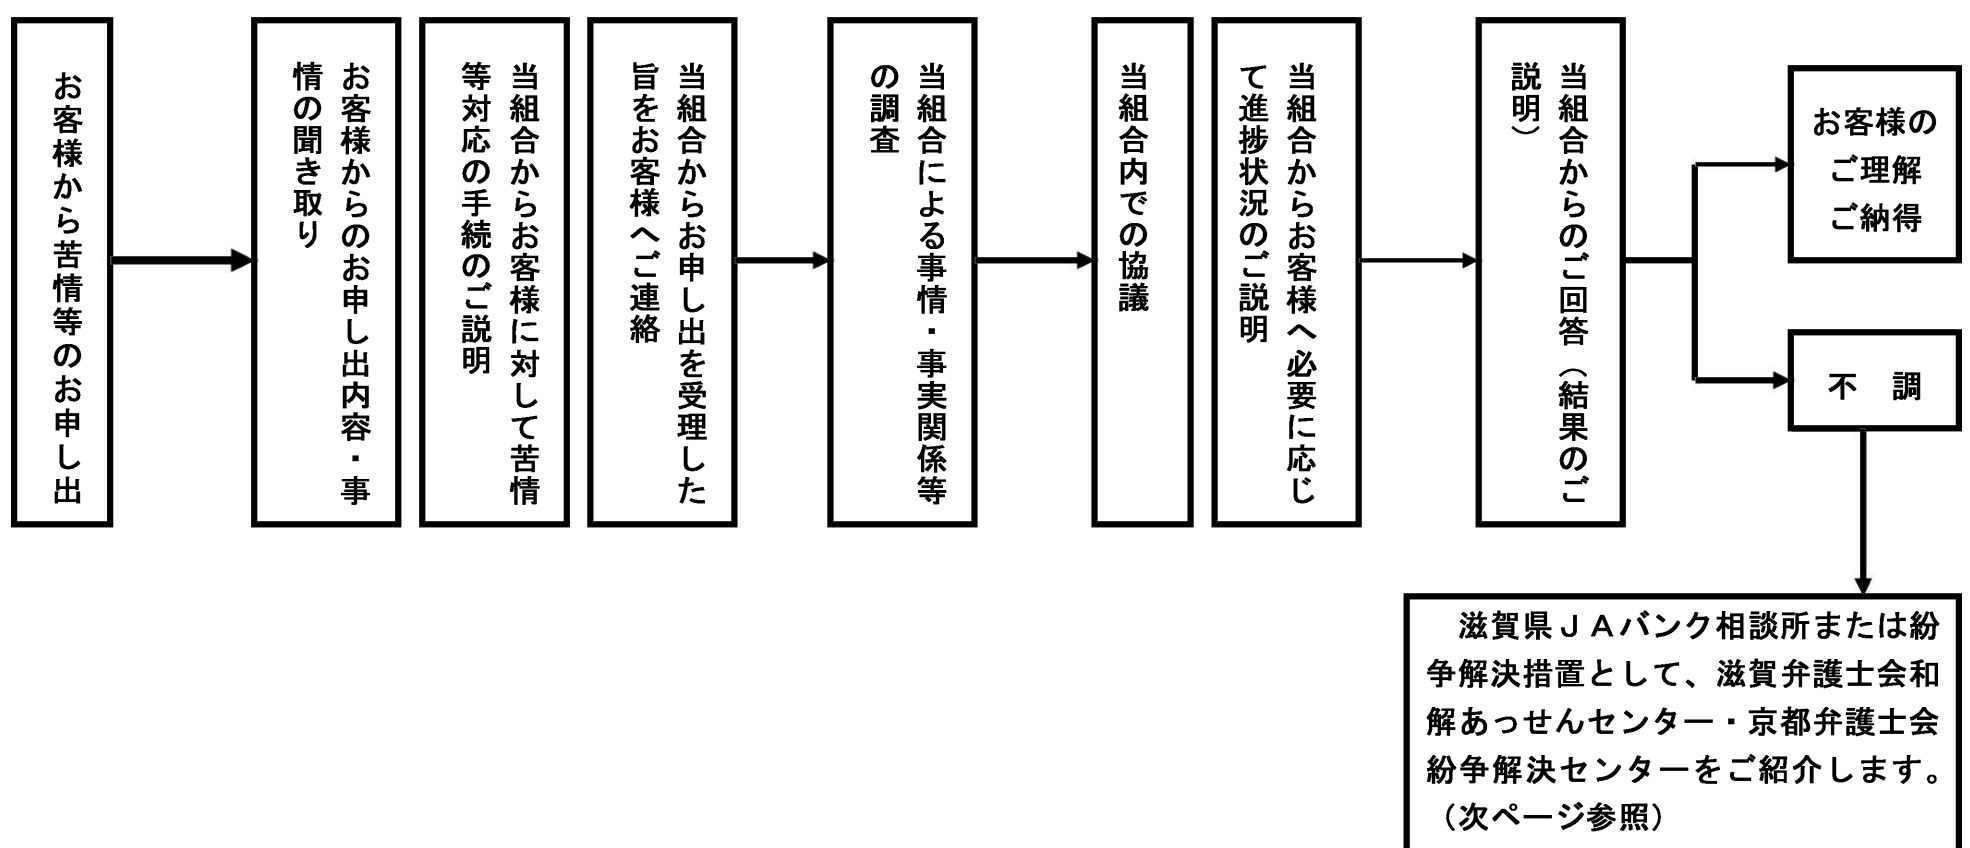 お客様から苦情等のお申し出
お客様からのお申し出内容・事
情の聞き取り
当組合からお客様に対して苦情
等対応の手続のご説明
当組合からお申し出を受理した
旨をお客様へご連絡
当組合による事情・事実関係等
の調査
当組合内での協議
当組合からお客様へ必要に応じ
て進捗状況のご説明
当組合からのご回答（結果のご
説明）
お客様の
ご理解
ご納得
不　調
滋賀県ＪＡバンク相談所または紛
争解決措置として、滋賀弁護士会和
解あっせんセンター・京都弁護士会
紛争解決センターをご紹介します。
（次ページ参照）